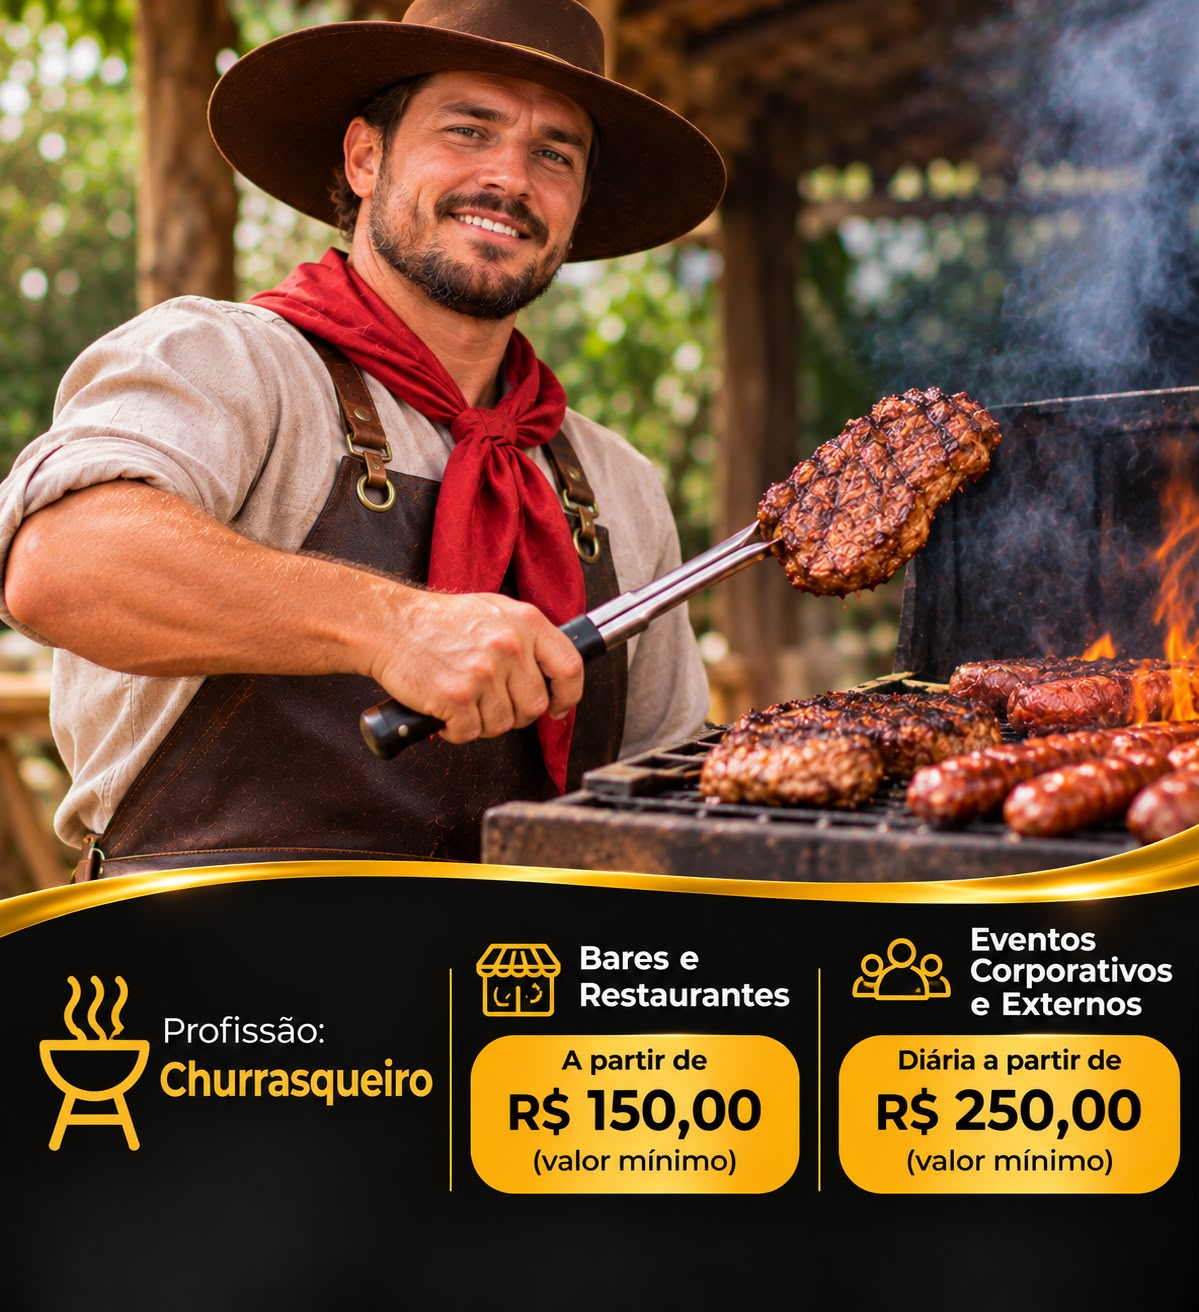 Profissão:
Churrasqueiro
Bares e
Restaurantes
A partir de
R$ 150,00
(valor mínimo)
Eventos
Corporativos
e Externos
Diária a partir de
R$ 250,00
(valor mínimo)